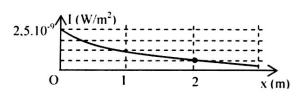 I (W/m²)
2,5.10⁻⁹
O 1 2 x (m)